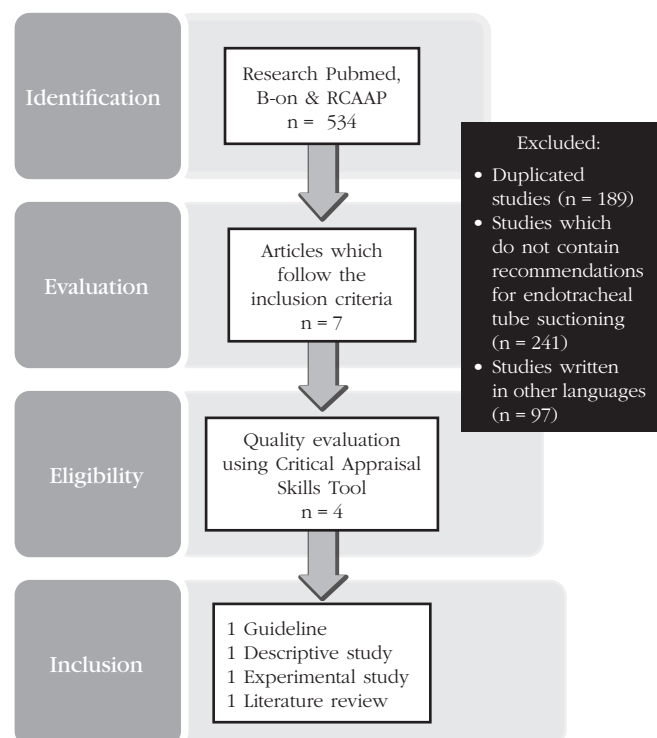 Identification
Research Pubmed,
B-on & RCAAP
n = 534
Excluded:
• Duplicated
studies (n = 189)
• Studies which
do not contain
recommendations
for endotracheal
tube suctioning
(n = 241)
• Studies written
in other languages
(n = 97)
Evaluation
Articles which
follow the
inclusion criteria
n = 7
Eligibility
Quality evaluation
using Critical Appraisal
Skills Tool
n = 4
Inclusion
1 Guideline
1 Descriptive study
1 Experimental study
1 Literature review